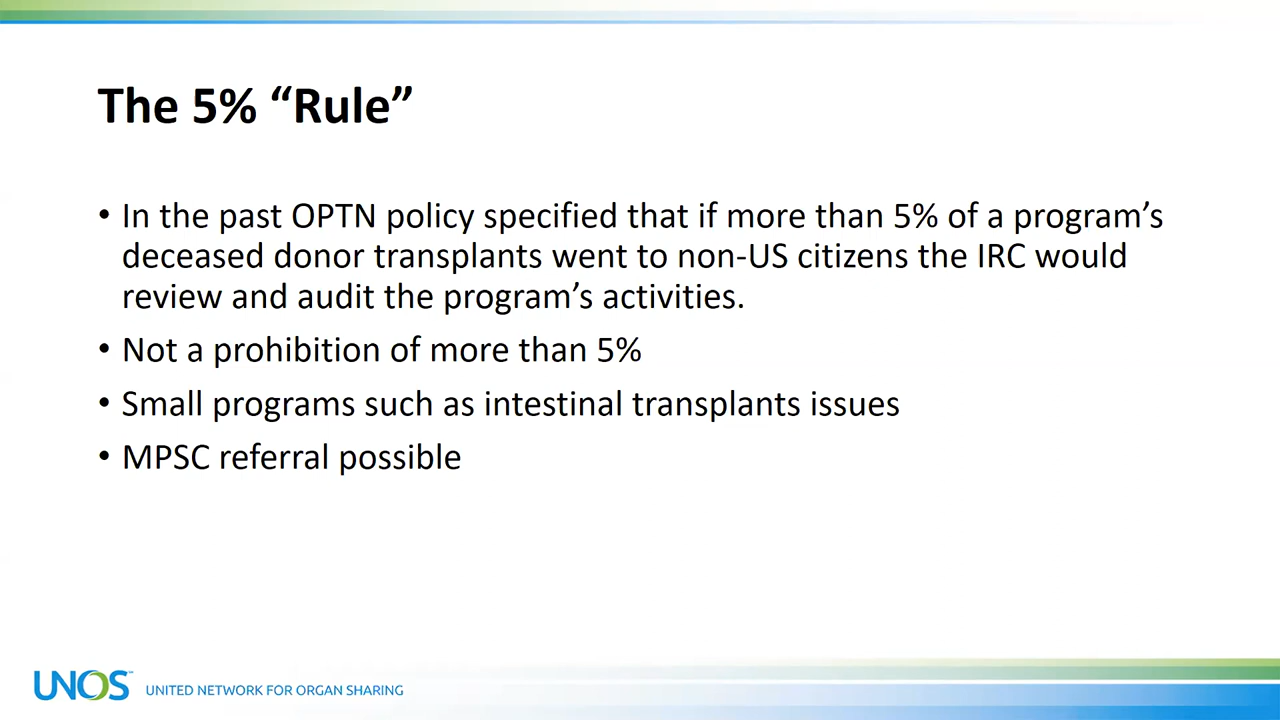 The 5% “Rule”
• In the past OPTN policy specified that if more than 5% of a program’s
deceased donor transplants went to non-US citizens the IRC would
review and audit the program’s activities.
• Not a prohibition of more than 5%
• Small programs such as intestinal transplants issues
• MPSC referral possible
UNOS™ UNITED NETWORK FOR ORGAN SHARING